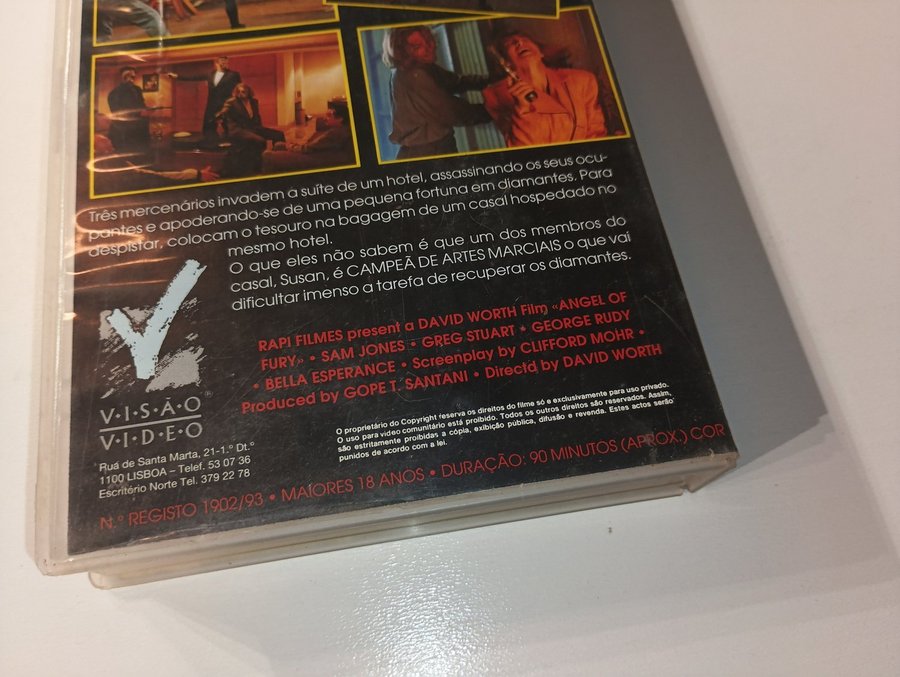 Três mercenários invadem a suíte de um hotel, assassinando os seus ocu-
pantes e apoderando-se de uma pequena fortuna em diamantes. Para
despistar, colocam o tesouro na bagagem de um casal hospedado no
mesmo hotel.
O que eles não sabem é que um dos membros do
casal, Susan, é CAMPEÃ DE ARTES MARCIAIS o que vai
dificultar imenso a tarefa de recuperar os diamantes.
RAPI FILMES present a DAVID WORTH Film «ANGEL OF
FURY» • SAM JONES • GREG STUART • GEORGE RUDY
• BELLA ESPERANCE • Screenplay by CLIFFORD MOHR •
Produced by GOPE T. SANTANI • Directd by DAVID WORTH
V•I•S•Ã•O ®
V•I•D•E•O
Rua de Santa Marta, 21-1.º Dt.º
1100 LISBOA – Telef. 53 07 36
Escritório Norte Tel. 379 22 78
O proprietário do Copyright reserva os direitos do filme só e exclusivamente para uso privado.
O uso para video comunitário está proibido. Todos os outros direitos são reservados. Assim,
são estritamente proibidas a cópia, exibição pública, difusão e revenda. Estes actos serão
punidos de acordo com a lei.
N.º REGISTO 1902/93 • MAIORES 18 ANOS • DURAÇÃO: 90 MINUTOS (APROX.) COR